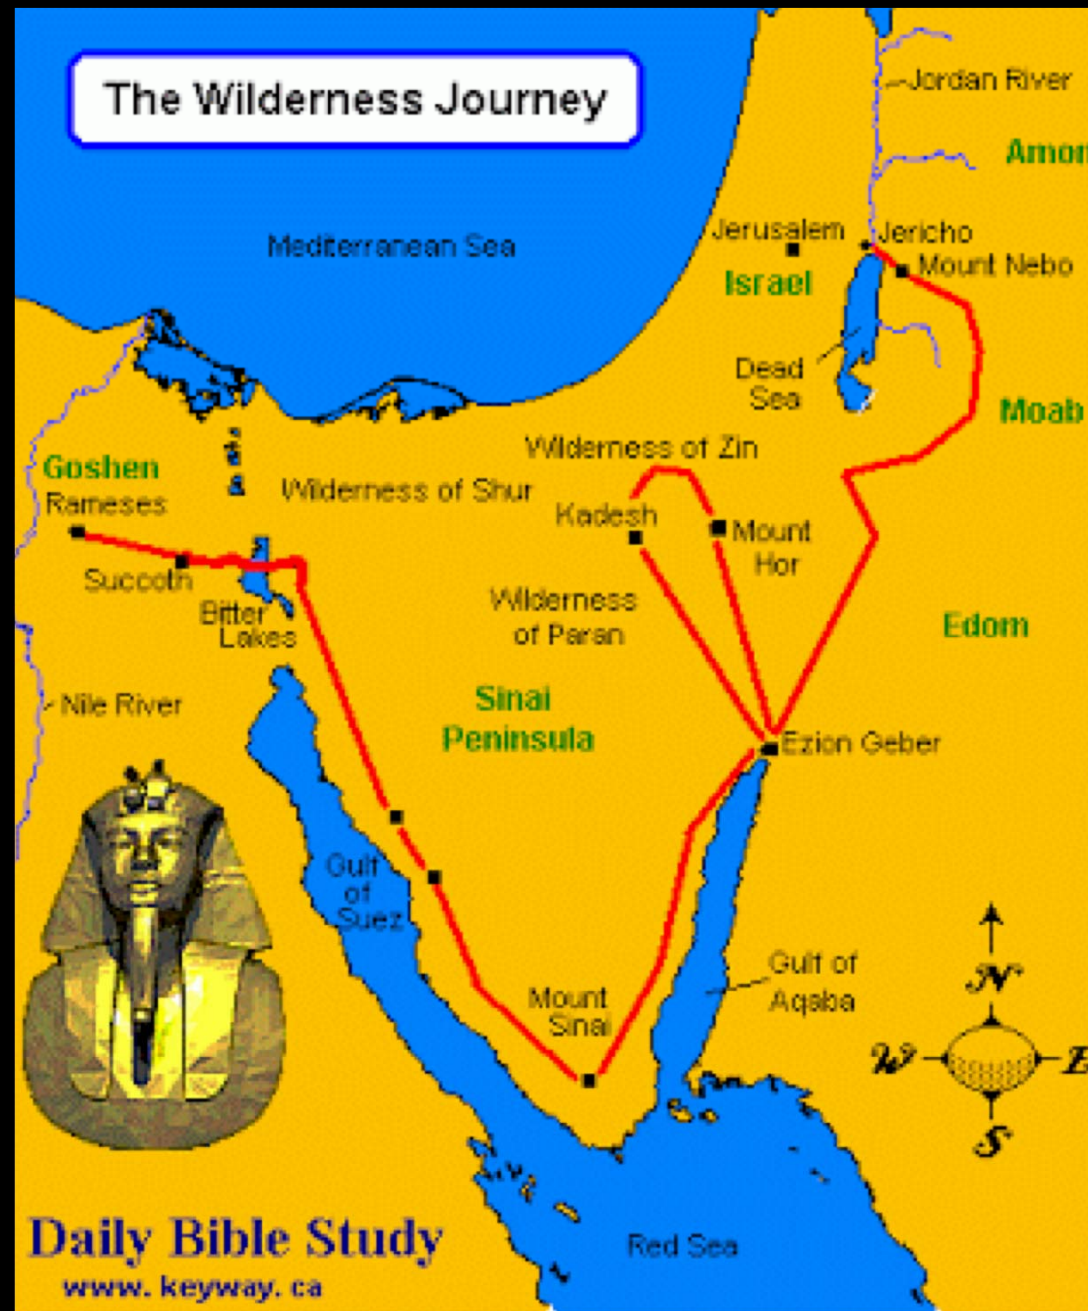 The Wilderness Journey
Jordan River
Amon
Mediterranean Sea
Jerusalem
Jericho
Mount Nebo
Israel
Dead
Sea
Moab
Wilderness of Zin
Goshen
Rameses
Wilderness of Shur
Kadesh
Mount
Hor
Succoth
Bitter
Lakes
Wilderness
of Paran
Edom
Nile River
Sinai
Peninsula
Ezion Geber
Gulf
of
Suez
Mount
Sinai
Gulf of
Aqaba
N
W
E
S
Red Sea
Daily Bible Study
www.keyway.ca